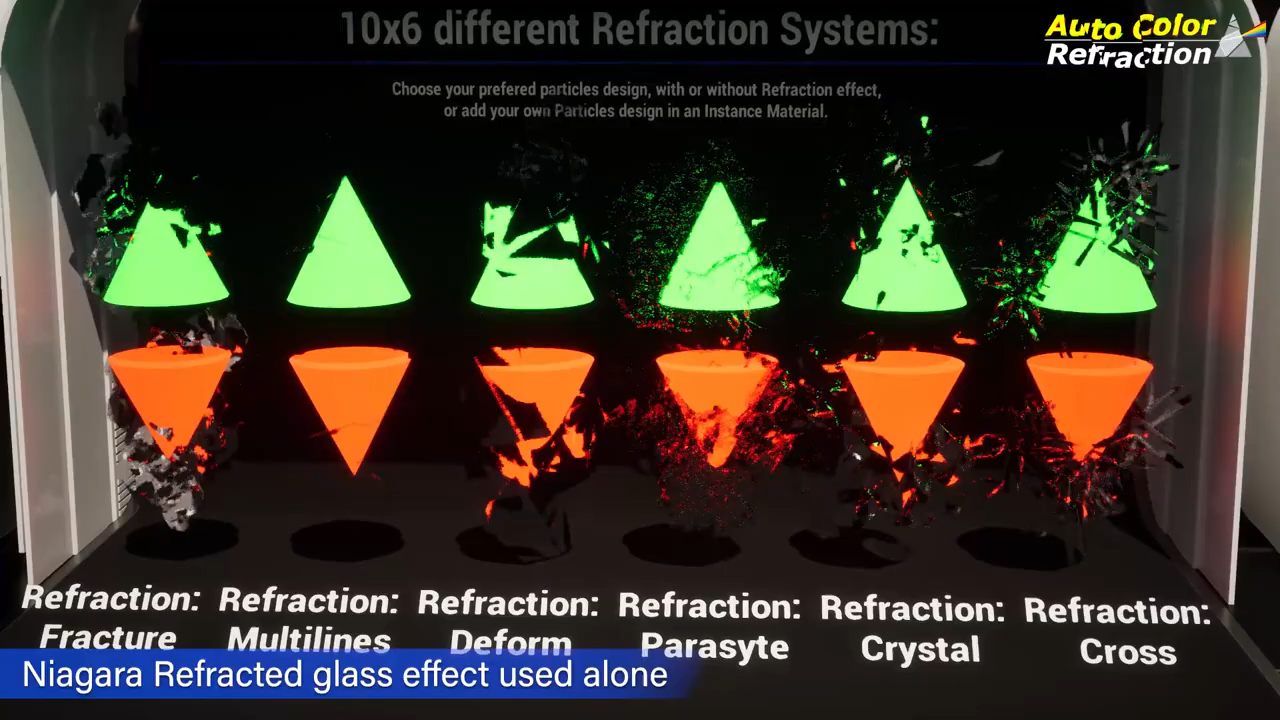 10x6 different Refraction Systems:
Auto Color
Refraction
Choose your prefered particles design, with or without Refraction effect,
or add your own Particles design in an Instance Material.
Refraction:
Fracture
Refraction:
Multilines
Refraction:
Deform
Refraction:
Parasyte
Refraction:
Crystal
Refraction:
Cross
Niagara Refracted glass effect used alone